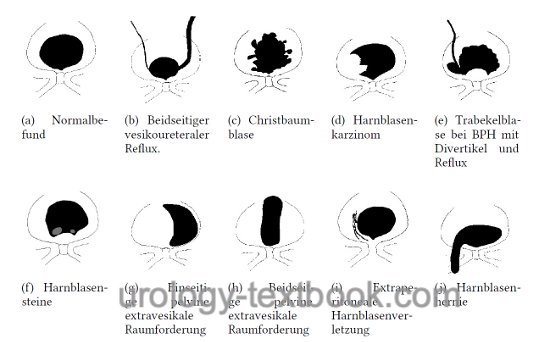 (a) Normalbe-
fund
(b) Beidseitiger
vesikoureteraler
Reflux.
(c) Christbaum-
blase
(d) Harnblasen-
karzinom
(e) Trabekelbla-
se bei BPH mit
Divertikel und
Reflux
(f) Harnblasen-
steine
(g) Einseiti-
ge pelvine
extravesikale
Raumforderung
(h) Beidsei-
ge pelvine
extravesikale
Raumforderung
(i) Extrape-
ritoneale
Harnblasenver-
letzung
(j) Harnblasen-
hernie
urology-textbook.com